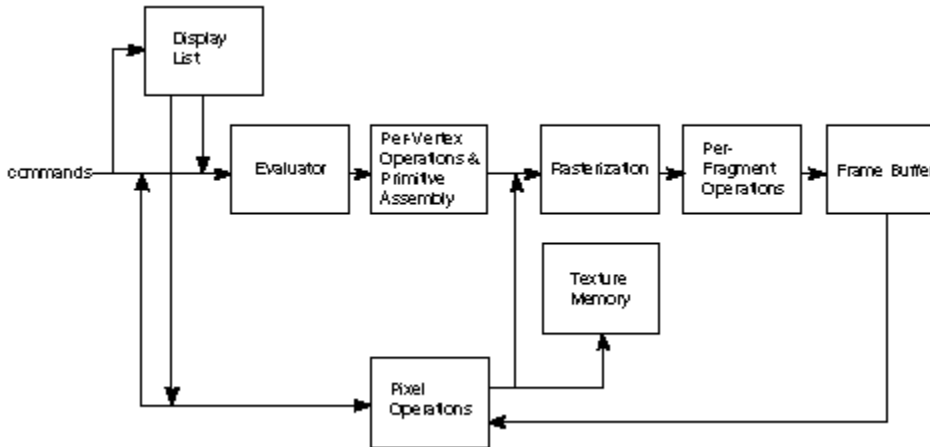 Display
List
commands
Evaluator
Per-Vertex
Operations &
Primitive
Assembly
Rasterization
Per-
Fragment
Operations
Frame Buffer
Texture
Memory
Pixel
Operations